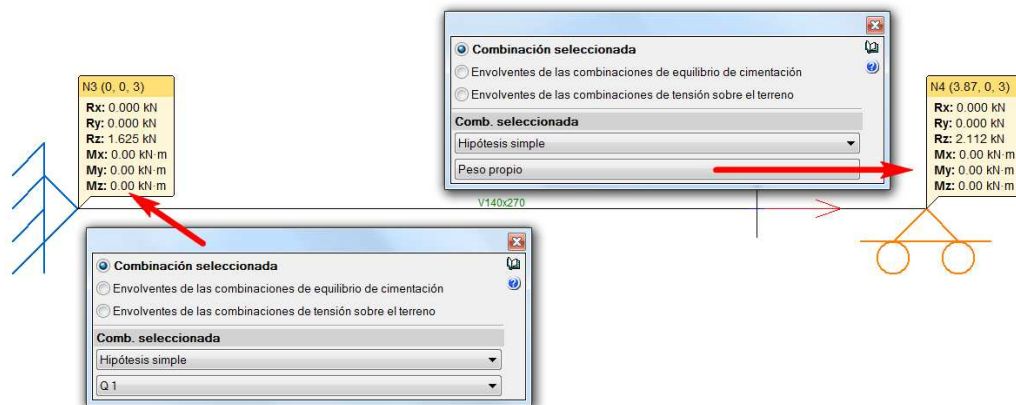 Combinación seleccionada
Envolventes de las combinaciones de equilibrio de cimentación
Envolventes de las combinaciones de tensión sobre el terreno
Comb. seleccionada
Hipótesis simple
Peso propio
N3 (0, 0, 3)
Rx: 0.000 kN
Ry: 0.000 kN
Rz: 1.625 kN
Mx: 0.00 kN·m
My: 0.00 kN·m
Mz: 0.00 kN·m
N4 (3.87, 0, 3)
Rx: 0.000 kN
Ry: 0.000 kN
Rz: 2.112 kN
Mx: 0.00 kN·m
My: 0.00 kN·m
Mz: 0.00 kN·m
V140x270
Combinación seleccionada
Envolventes de las combinaciones de equilibrio de cimentación
Envolventes de las combinaciones de tensión sobre el terreno
Comb. seleccionada
Hipótesis simple
Q 1